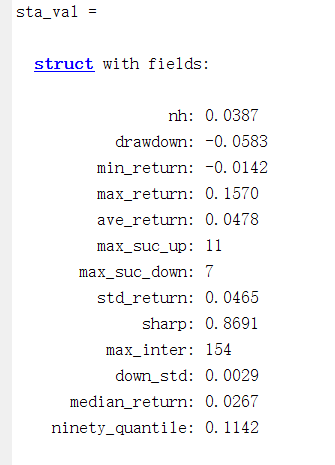 sta_val =
struct with fields:
nh: 0.0387
drawdown: -0.0583
min_return: -0.0142
max_return: 0.1570
ave_return: 0.0478
max_suc_up: 11
max_suc_down: 7
std_return: 0.0465
sharp: 0.8691
max_inter: 154
down_std: 0.0029
median_return: 0.0267
ninety_quantile: 0.1142